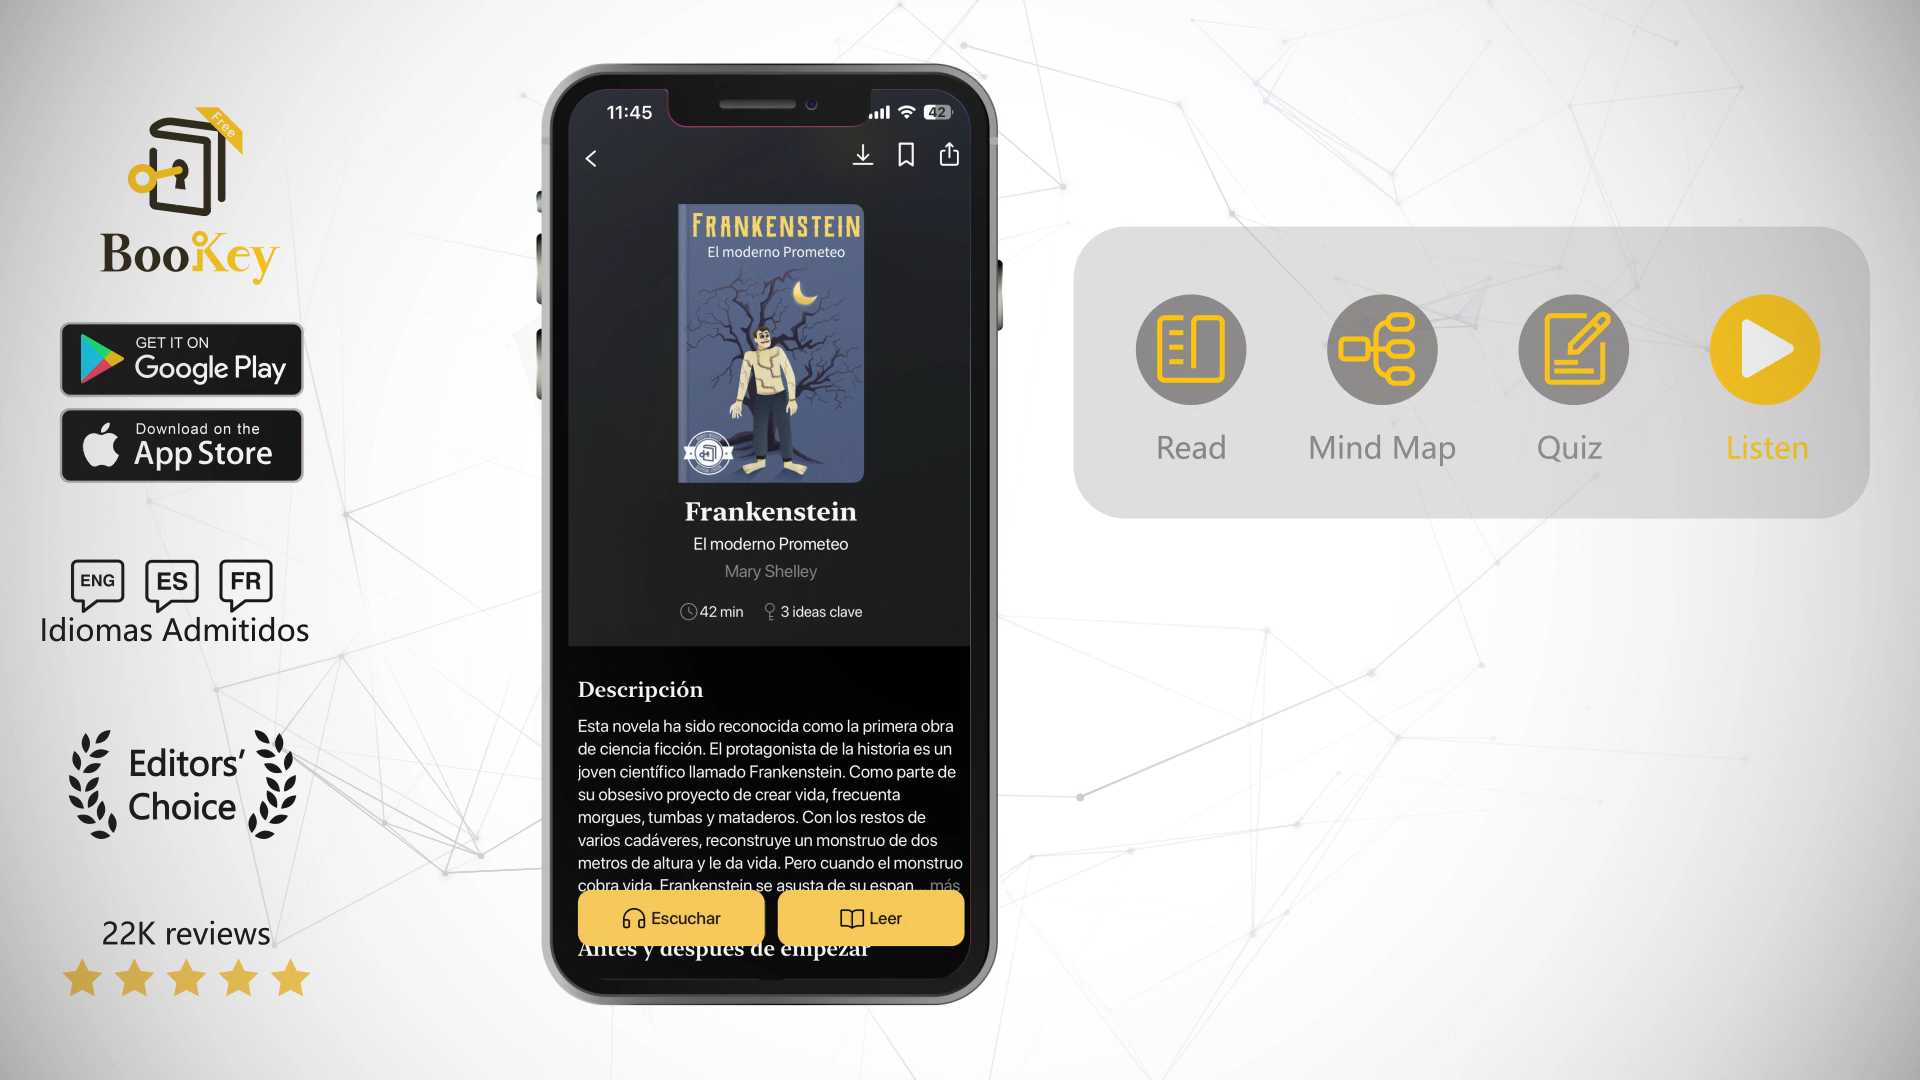 Free
BooKey
GET IT ON
Google Play
Download on the
App Store
ENG ES FR
Idiomas Admitidos
Editors'
Choice
22K reviews
11:45
42
FRANKENSTEIN
El moderno Prometeo
Frankenstein
El moderno Prometeo
Mary Shelley
42 min 3 ideas clave
Descripción
Esta novela ha sido reconocida como la primera obra
de ciencia ficción. El protagonista de la historia es un
joven científico llamado Frankenstein. Como parte de
su obsesivo proyecto de crear vida, frecuenta
morgues, tumbas y mataderos. Con los restos de
varios cadáveres, reconstruye un monstruo de dos
metros de altura y le da vida. Pero cuando el monstruo
cobra vida, Frankenstein se asusta de su espan... más
Escuchar Leer
Antes y después de empezar
Read Mind Map Quiz Listen